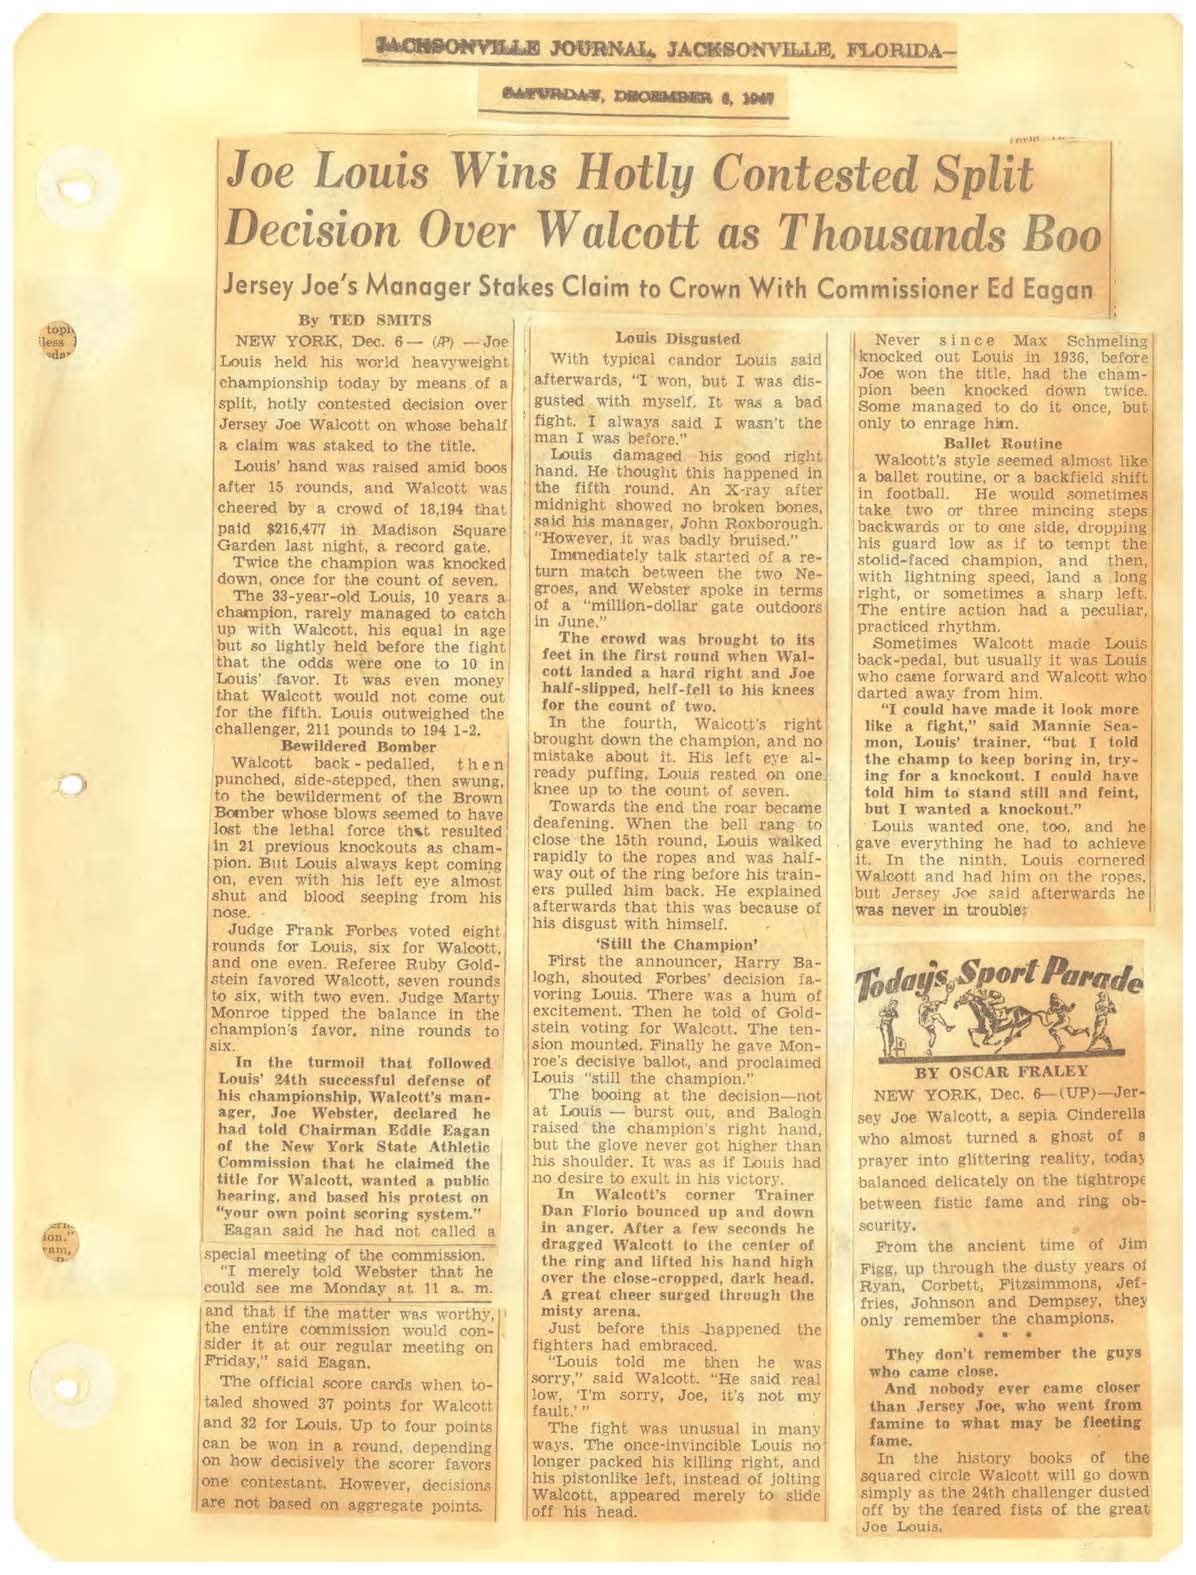 JACKSONVILLE JOURNAL, JACKSONVILLE, FLORIDA—
SATURDAY, DECEMBER 6, 1947
Joe Louis Wins Hotly Contested Split
Decision Over Walcott as Thousands Boo
Jersey Joe's Manager Stakes Claim to Crown With Commissioner Ed Eagan
By TED SMITS
NEW YORK, Dec. 6— (AP) —Joe
Louis held his world heavyweight
championship today by means of a
split, hotly contested decision over
Jersey Joe Walcott on whose behalf
a claim was staked to the title.
Louis' hand was raised amid boos
after 15 rounds, and Walcott was
cheered by a crowd of 18,194 that
paid $216,477 in Madison Square
Garden last night, a record gate.
Twice the champion was knocked
down, once for the count of seven.
The 33-year-old Louis, 10 years a
champion, rarely managed to catch
up with Walcott, his equal in age
but so lightly held before the fight
that the odds were one to 10 in
Louis' favor. It was even money
that Walcott would not come out
for the fifth. Louis outweighed the
challenger, 211 pounds to 194 1-2.
Bewildered Bomber
Walcott back-pedalled, then
punched, side-stepped, then swung,
to the bewilderment of the Brown
Bomber whose blows seemed to have
lost the lethal force that resulted
in 21 previous knockouts as cham-
pion. But Louis always kept coming
on, even with his left eye almost
shut and blood seeping from his
nose.
Judge Frank Forbes voted eight
rounds for Louis, six for Walcott,
and one even. Referee Ruby Gold-
stein favored Walcott, seven rounds
to six, with two even. Judge Marty
Monroe tipped the balance in the
champion's favor, nine rounds to
six.
In the turmoil that followed
Louis' 24th successful defense of
his championship, Walcott's man-
ager, Joe Webster, declared he
had told Chairman Eddie Eagan
of the New York State Athletic
Commission that he claimed the
title for Walcott, wanted a public
hearing, and based his protest on
"your own point scoring system."
Eagan said he had not called a
special meeting of the commission.
"I merely told Webster that he
could see me Monday at 11 a. m.
and that if the matter was worthy,
the entire commission would con-
sider it at our regular meeting on
Friday," said Eagan.
The official score cards when to-
taled showed 37 points for Walcott
and 32 for Louis. Up to four points
can be won in a round, depending
on how decisively the scorer favors
one contestant. However, decisions
are not based on aggregate points.
Louis Disgusted
With typical candor Louis said
afterwards, "I won, but I was dis-
gusted with myself. It was a bad
fight. I always said I wasn't the
man I was before."
Louis damaged his good right
hand. He thought this happened in
the fifth round. An X-ray after
midnight showed no broken bones,
said his manager, John Roxborough.
"However, it was badly bruised."
Immediately talk started of a re-
turn match between the two Ne-
groes, and Webster spoke in terms
of a "million-dollar gate outdoors
in June."
The crowd was brought to its
feet in the first round when Wal-
cott landed a hard right and Joe
half-slipped, helf-fell to his knees
for the count of two.
In the fourth, Walcott's right
brought down the champion, and no
mistake about it. His left eye al-
ready puffing, Louis rested on one
knee up to the count of seven.
Towards the end the roar became
deafening. When the bell rang to
close the 15th round, Louis walked
rapidly to the ropes and was half-
way out of the ring before his train-
ers pulled him back. He explained
afterwards that this was because of
his disgust with himself.
'Still the Champion'
First the announcer, Harry Ba-
logh, shouted Forbes' decision fa-
voring Louis. There was a hum of
excitement. Then he told of Gold-
stein voting for Walcott. The ten-
sion mounted. Finally he gave Mon-
roe's decisive ballot, and proclaimed
Louis "still the champion."
The booing at the decision—not
at Louis — burst out, and Balogh
raised the champion's right hand,
but the glove never got higher than
his shoulder. It was as if Louis had
no desire to exult in his victory.
In Walcott's corner Trainer
Dan Florio bounced up and down
in anger. After a few seconds he
dragged Walcott to the center of
the ring and lifted his hand high
over the close-cropped, dark head.
A great cheer surged through the
misty arena.
Just before this happened the
fighters had embraced.
"Louis told me then he was
sorry," said Walcott. "He said real
low, 'I'm sorry, Joe, it's not my
fault.' "
The fight was unusual in many
ways. The once-invincible Louis no
longer packed his killing right, and
his pistonlike left, instead of jolting
Walcott, appeared merely to slide
off his head.
Never since Max Schmeling
knocked out Louis in 1936, before
Joe won the title, had the cham-
pion been knocked down twice.
Some managed to do it once, but
only to enrage him.
Ballet Routine
Walcott's style seemed almost like
a ballet routine, or a backfield shift
in football. He would sometimes
take two or three mincing steps
backwards or to one side, dropping
his guard low as if to tempt the
stolid-faced champion, and then,
with lightning speed, land a long
right, or sometimes a sharp left.
The entire action had a peculiar,
practiced rhythm.
Sometimes Walcott made Louis
back-pedal, but usually it was Louis
who came forward and Walcott who
darted away from him.
"I could have made it look more
like a fight," said Mannie Sea-
mon, Louis' trainer, "but I told
the champ to keep boring in, try-
ing for a knockout. I could have
told him to stand still and feint,
but I wanted a knockout."
Louis wanted one, too, and he
gave everything he had to achieve
it. In the ninth, Louis cornered
Walcott and had him on the ropes,
but Jersey Joe said afterwards he
was never in trouble.
Today's Sport Parade
BY OSCAR FRALEY
NEW YORK, Dec. 6—(UP)—Jer-
sey Joe Walcott, a sepia Cinderella
who almost turned a ghost of a
prayer into glittering reality, today
balanced delicately on the tightrope
between fistic fame and ring ob-
scurity.
From the ancient time of Jim
Figg, up through the dusty years of
Ryan, Corbett, Fitzsimmons, Jef-
fries, Johnson and Dempsey, they
only remember the champions.
* * *
They don't remember the guys
who came close.
And nobody ever came closer
than Jersey Joe, who went from
famine to what may be fleeting
fame.
In the history books of the
squared circle Walcott will go down
simply as the 24th challenger dusted
off by the feared fists of the great
Joe Louis.